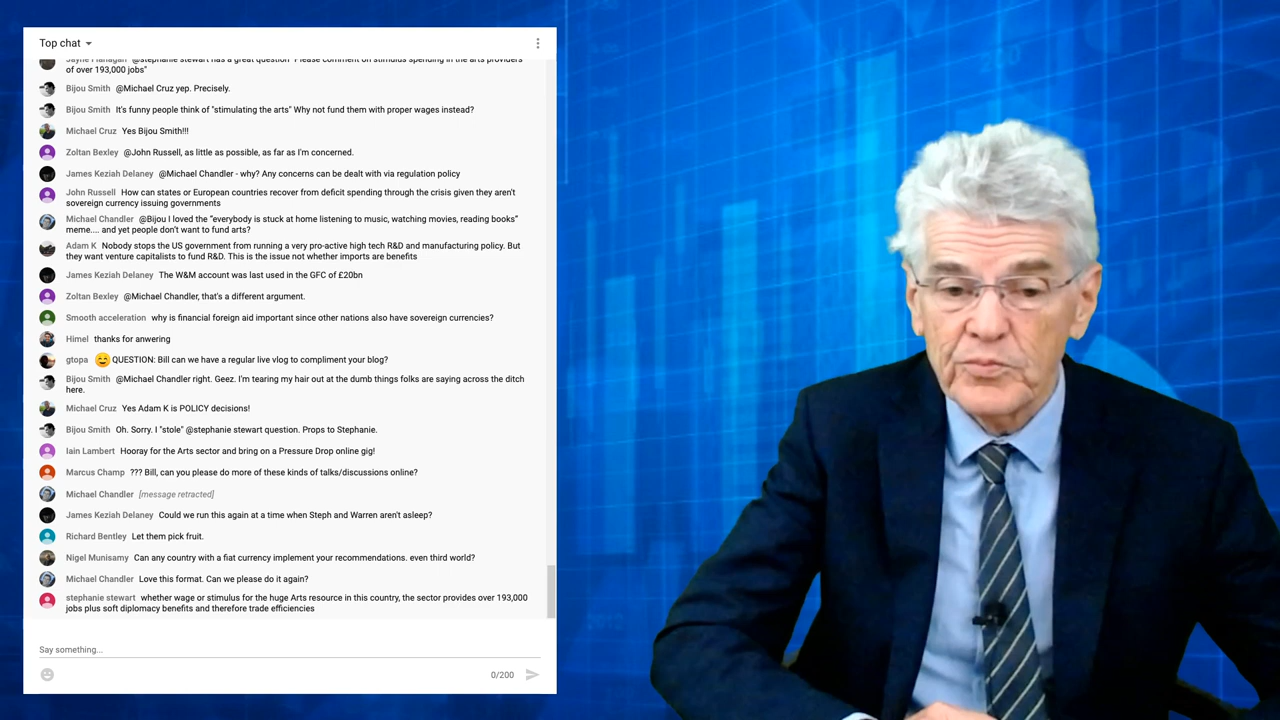 Top chat
Jayne Flanagan @stephanie stewart has a great question "Please comment on stimulus spending in the arts providers
of over 193,000 jobs"
Bijou Smith @Michael Cruz yep. Precisely.
Bijou Smith It's funny people think of "stimulating the arts" Why not fund them with proper wages instead?
Michael Cruz Yes Bijou Smith!!!
Zoltan Bexley @John Russell, as little as possible, as far as I'm concerned.
James Keziah Delaney @Michael Chandler - why? Any concerns can be dealt with via regulation policy
John Russell How can states or European countries recover from deficit spending through the crisis given they aren't
sovereign currency issuing governments
Michael Chandler @Bijou I loved the “everybody is stuck at home listening to music, watching movies, reading books”
meme.... and yet people don't want to fund arts?
Adam K Nobody stops the US government from running a very pro-active high tech R&D and manufacturing policy. But
they want venture capitalists to fund R&D. This is the issue not whether imports are benefits
James Keziah Delaney The W&M account was last used in the GFC of £20bn
Zoltan Bexley @Michael Chandler, that's a different argument.
Smooth acceleration why is financial foreign aid important since other nations also have sovereign currencies?
Himel thanks for anwering
gtopa 😊 QUESTION: Bill can we have a regular live vlog to compliment your blog?
Bijou Smith @Michael Chandler right. Geez. I'm tearing my hair out at the dumb things folks are saying across the ditch
here.
Michael Cruz Yes Adam K is POLICY decisions!
Bijou Smith Oh. Sorry. I "stole" @stephanie stewart question. Props to Stephanie.
Iain Lambert Hooray for the Arts sector and bring on a Pressure Drop online gig!
Marcus Champ ??? Bill, can you please do more of these kinds of talks/discussions online?
Michael Chandler [message retracted]
James Keziah Delaney Could we run this again at a time when Steph and Warren aren't asleep?
Richard Bentley Let them pick fruit.
Nigel Munisamy Can any country with a fiat currency implement your recommendations. even third world?
Michael Chandler Love this format. Can we please do it again?
stephanie stewart whether wage or stimulus for the huge Arts resource in this country, the sector provides over 193,000
jobs plus soft diplomacy benefits and therefore trade efficiencies
Say something...
0/200